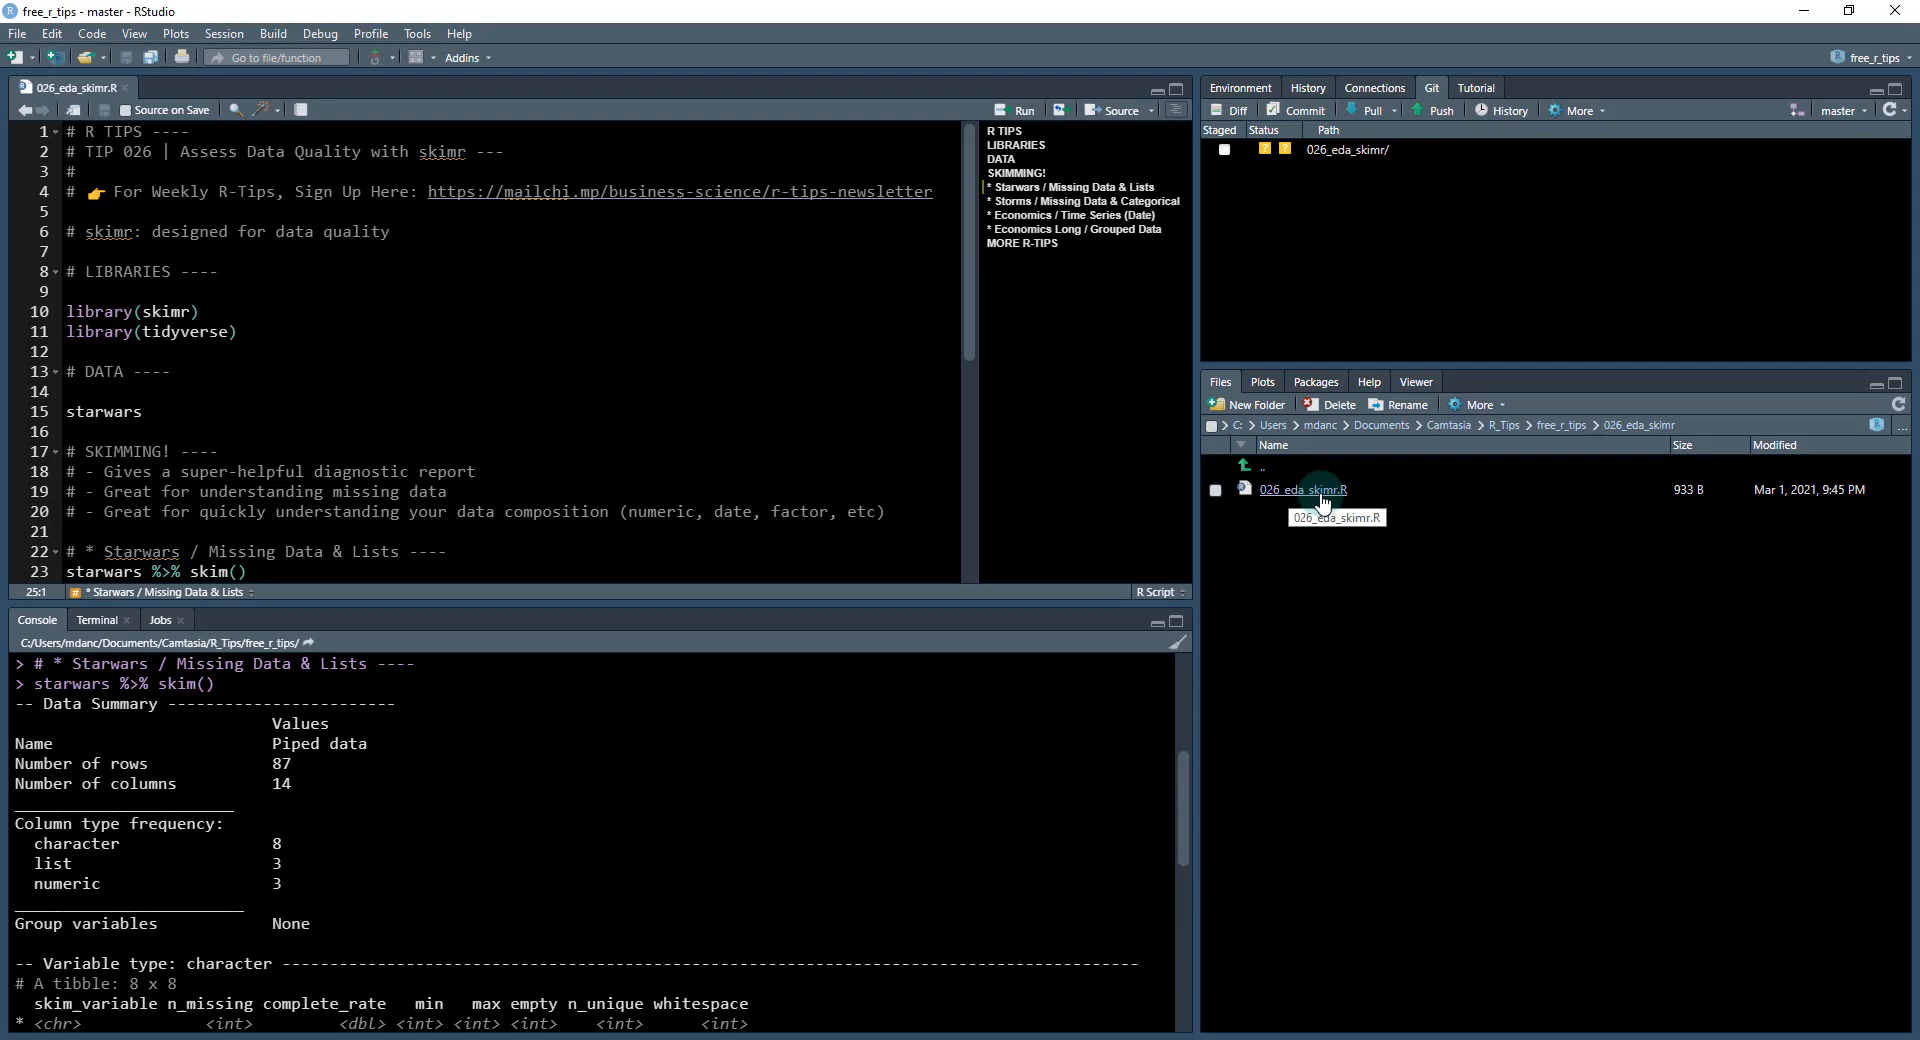 free_r_tips - master - RStudio
File Edit Code View Plots Session Build Debug Profile Tools Help
Go to file/function Addins free_r_tips
026_eda_skimr.R
Source on Save Run Source
1 # R TIPS ----
2 # TIP 026 | Assess Data Quality with skimr ---
3 #
4 # 👉 For Weekly R-Tips, Sign Up Here: https://mailchi.mp/business-science/r-tips-newsletter
5
6 # skimr: designed for data quality
7
8 # LIBRARIES ----
9
10 library(skimr)
11 library(tidyverse)
12
13 # DATA ----
14
15 starwars
16
17 # SKIMMING! ----
18 # - Gives a super-helpful diagnostic report
19 # - Great for understanding missing data
20 # - Great for quickly understanding your data composition (numeric, date, factor, etc)
21
22 # * Starwars / Missing Data & Lists ----
23 starwars %>% skim()
25:1 # * Starwars / Missing Data & Lists R Script
R TIPS
LIBRARIES
DATA
SKIMMING!
* Starwars / Missing Data & Lists
* Storms / Missing Data & Categorical
* Economics / Time Series (Date)
* Economics Long / Grouped Data
MORE R-TIPS
Console Terminal Jobs
C:/Users/mdanc/Documents/Camtasia/R_Tips/free_r_tips/
> # * Starwars / Missing Data & Lists ----
> starwars %>% skim()
-- Data Summary ------------------------
Values
Name Piped data
Number of rows 87
Number of columns 14
_______________________
Column type frequency:
character 8
list 3
numeric 3
________________________
Group variables None
-- Variable type: character ------------------------------------------------------------------------------------------
# A tibble: 8 x 8
skim_variable n_missing complete_rate min max empty n_unique whitespace
* <chr> <int> <dbl> <int> <int> <int> <int> <int>
Environment History Connections Git Tutorial
Diff Commit Pull Push History More master
Staged Status Path
? ? 026_eda_skimr/
Files Plots Packages Help Viewer
New Folder Delete Rename More
C: > Users > mdanc > Documents > Camtasia > R_Tips > free_r_tips > 026_eda_skimr ...
Name Size Modified
..
026_eda_skimr.R 933 B Mar 1, 2021, 9:45 PM
026_eda_skimr.R